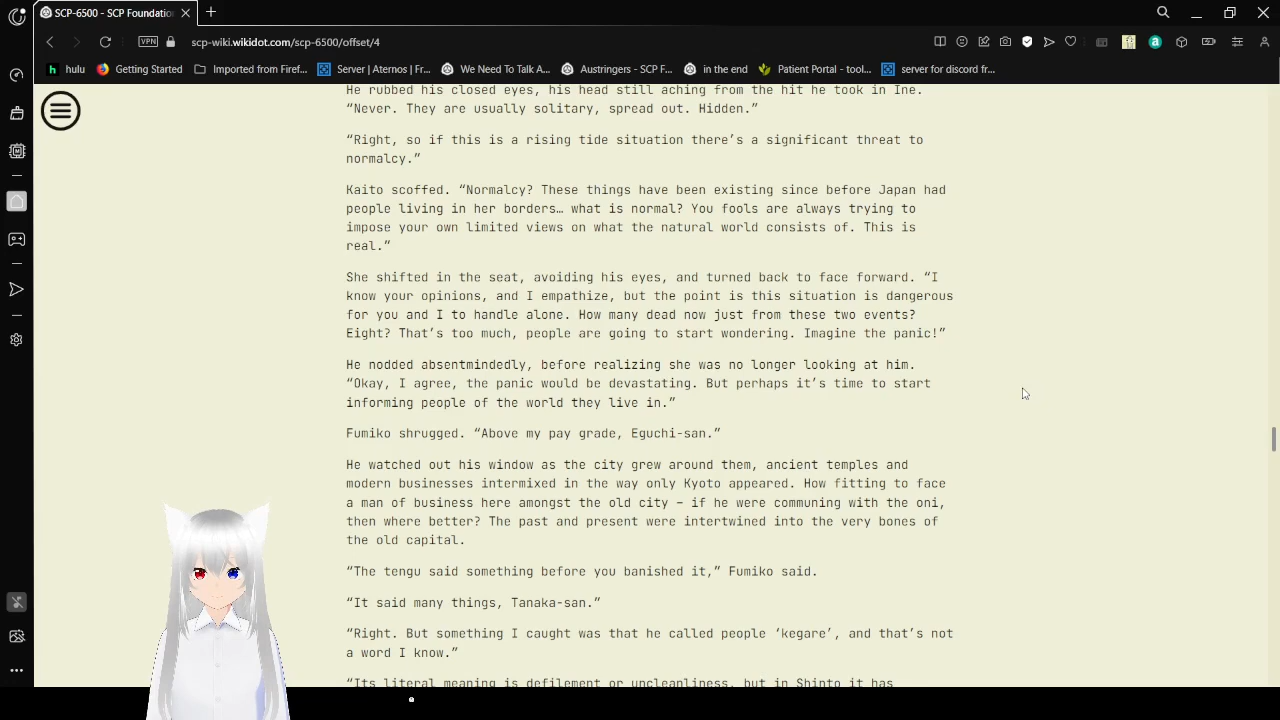 SCP-6500 - SCP Foundatio
scp-wiki.wikidot.com/scp-6500/offset/4
VPN
hulu
Getting Started
Imported from Firef...
Server | Aternos | Fr...
We Need To Talk A...
Austringers - SCP F...
in the end
Patient Portal - tool...
server for discord fr...
He rubbed his closed eyes, his head still aching from the hit he took in Ine.
“Never. They are usually solitary, spread out. Hidden.”
“Right, so if this is a rising tide situation there’s a significant threat to
normalcy.”
Kaito scoffed. “Normalcy? These things have been existing since before Japan had
people living in her borders… what is normal? You fools are always trying to
impose your own limited views on what the natural world consists of. This is
real.”
She shifted in the seat, avoiding his eyes, and turned back to face forward. “I
know your opinions, and I empathize, but the point is this situation is dangerous
for you and I to handle alone. How many dead now just from these two events?
Eight? That’s too much, people are going to start wondering. Imagine the panic!”
He nodded absentmindedly, before realizing she was no longer looking at him.
“Okay, I agree, the panic would be devastating. But perhaps it’s time to start
informing people of the world they live in.”
Fumiko shrugged. “Above my pay grade, Eguchi-san.”
He watched out his window as the city grew around them, ancient temples and
modern businesses intermixed in the way only Kyoto appeared. How fitting to face
a man of business here amongst the old city — if he were communing with the oni,
then where better? The past and present were intertwined into the very bones of
the old capital.
“The tengu said something before you banished it,” Fumiko said.
“It said many things, Tanaka-san.”
“Right. But something I caught was that he called people ‘kegare’, and that’s not
a word I know.”
“Its literal meaning is defilement or uncleanliness, but in Shinto it has